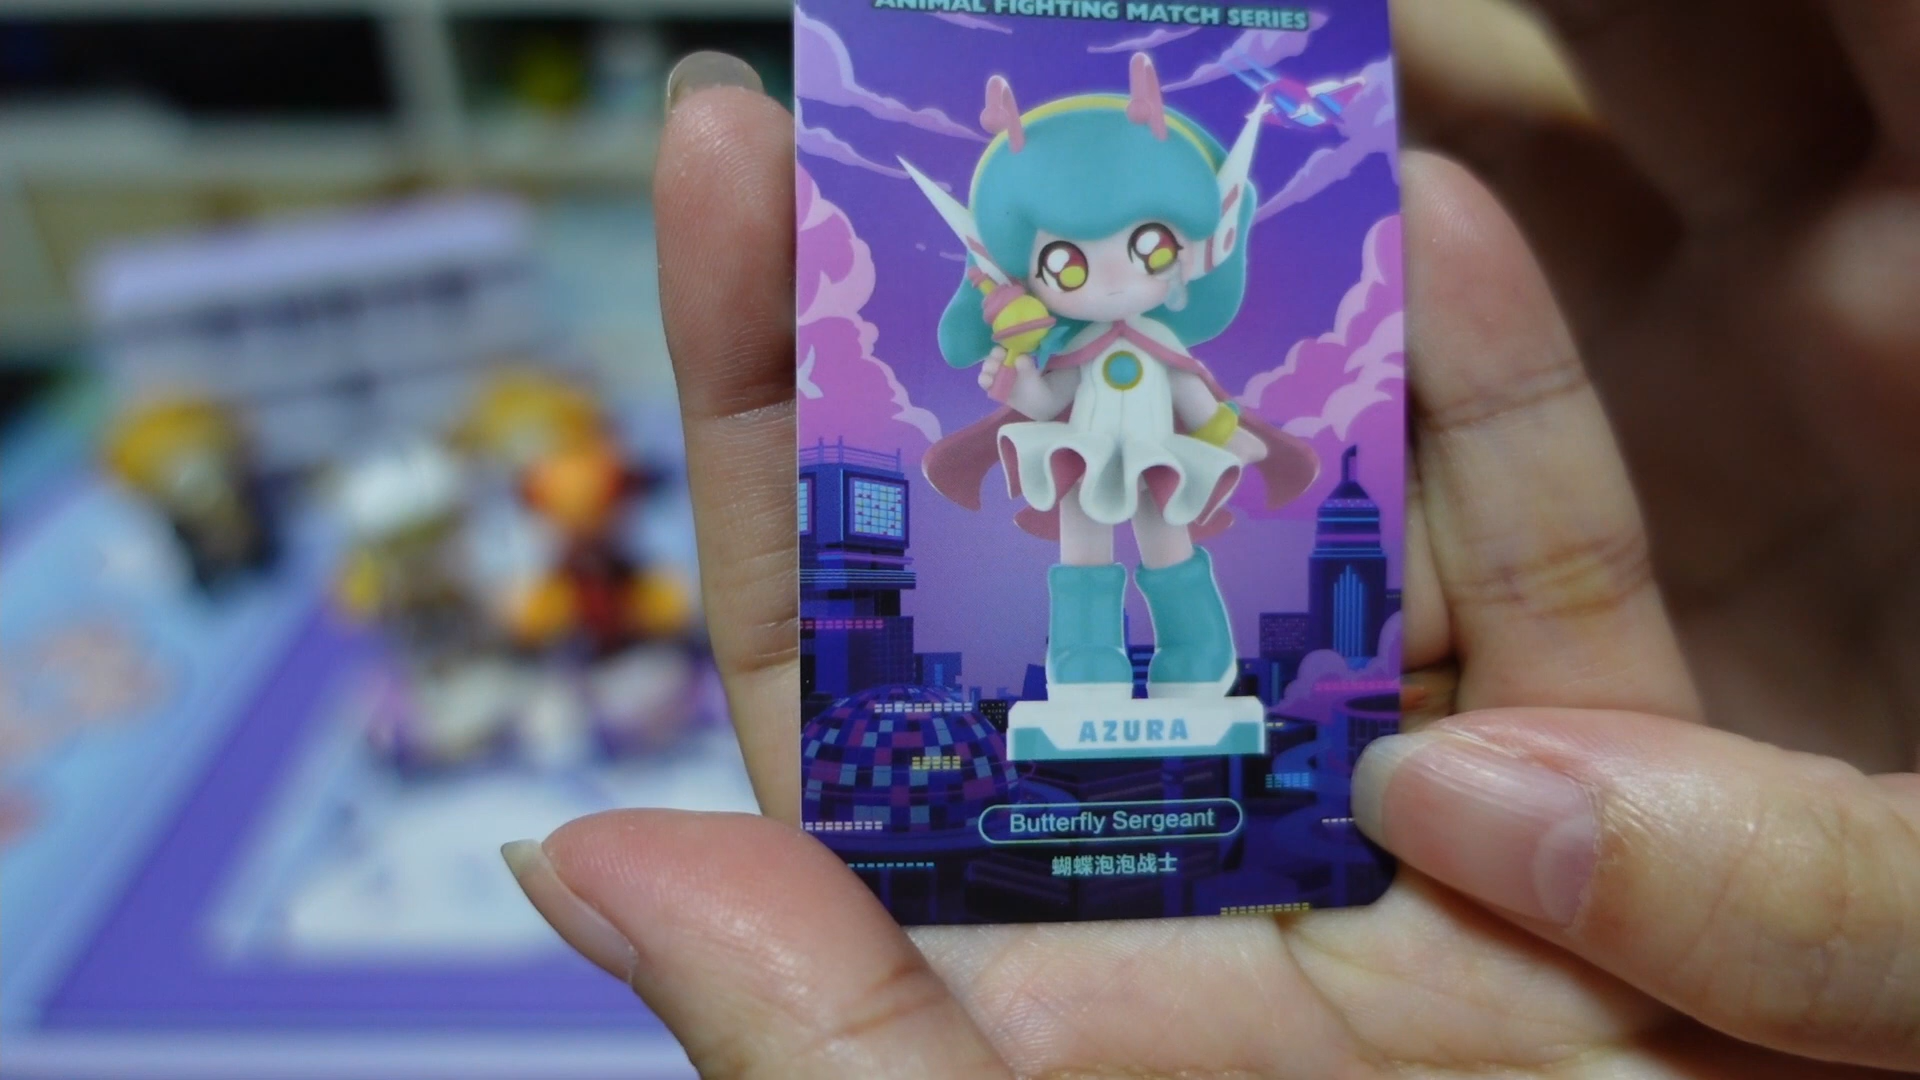 ANIMAL FIGHTING MATCH SERIES
AZURA
Butterfly Sergeant
蝴蝶泡泡战士